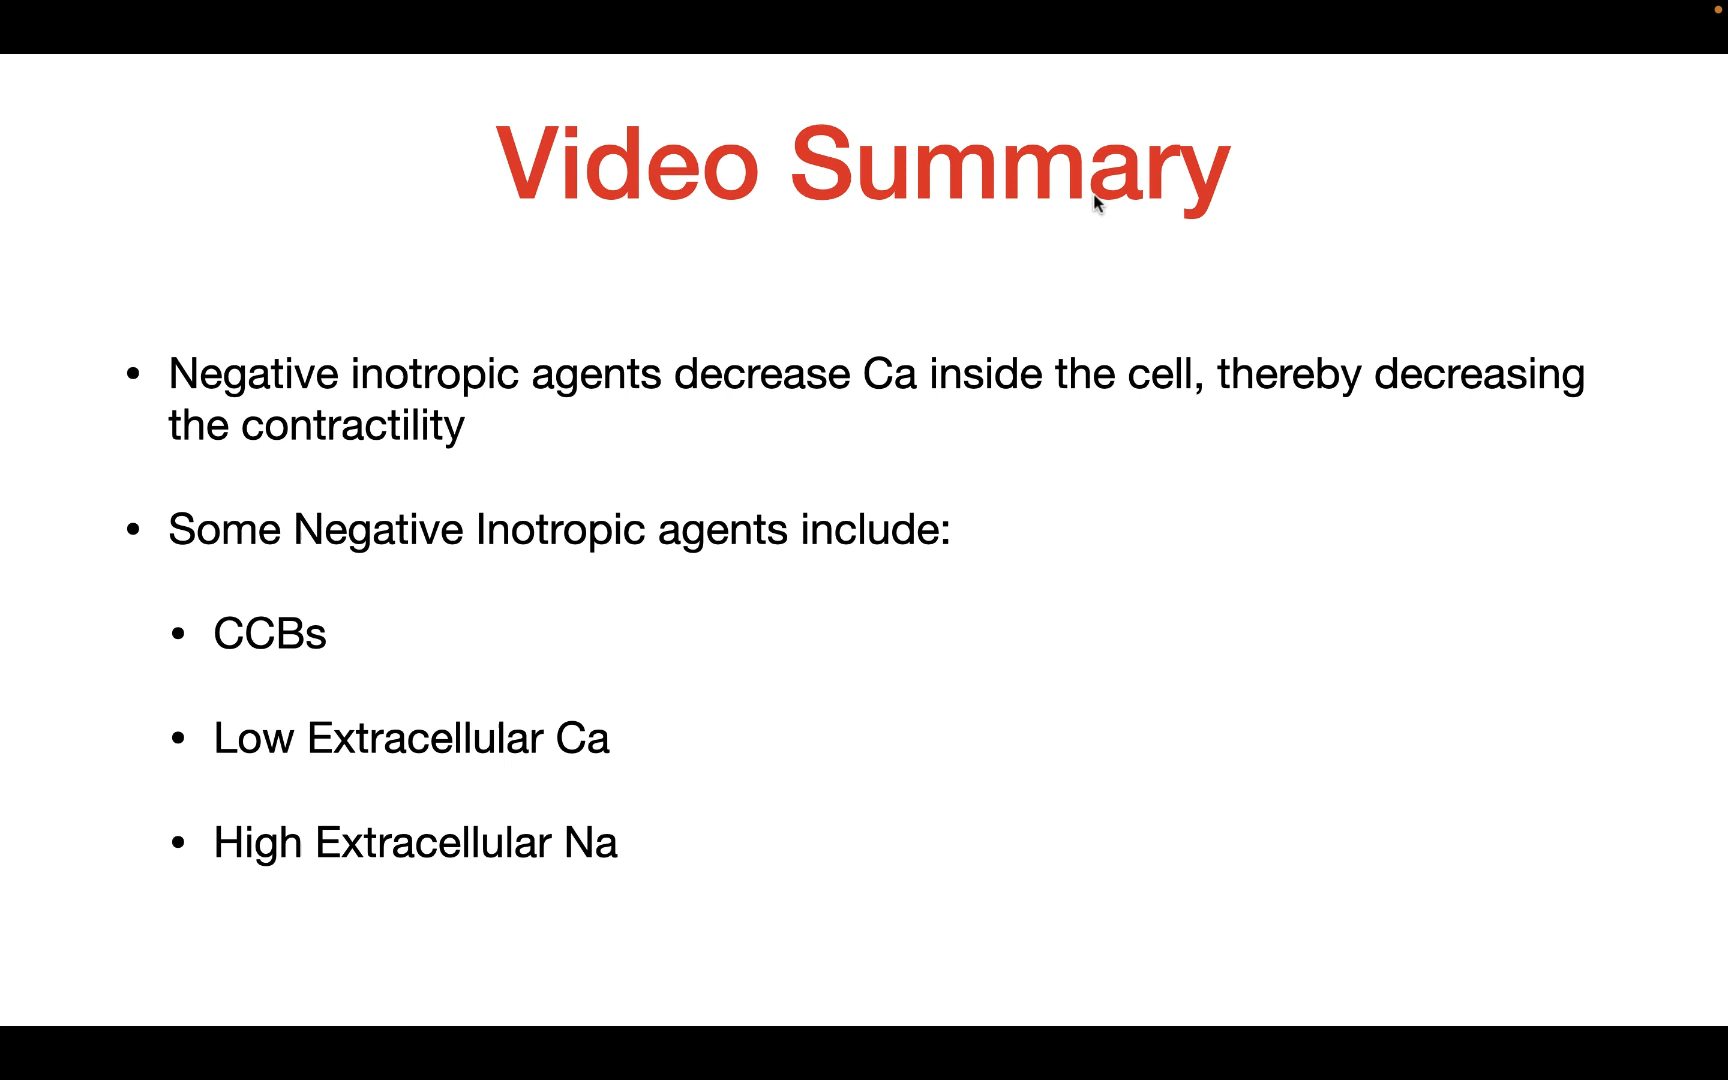 Video Summary
• Negative inotropic agents decrease Ca inside the cell, thereby decreasing
the contractility
• Some Negative Inotropic agents include:
• CCBs
• Low Extracellular Ca
• High Extracellular Na